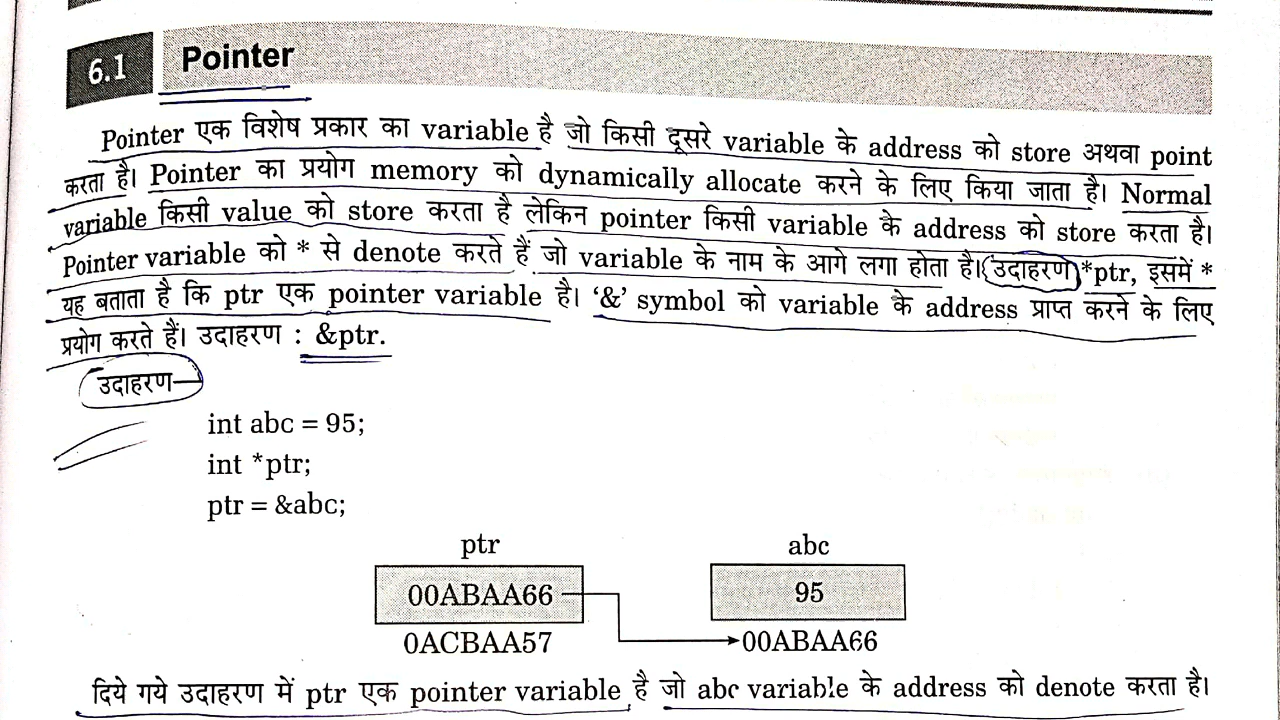 6.1 Pointer
Pointer एक विशेष प्रकार का variable है जो किसी दूसरे variable के address को store अथवा point
करता है। Pointer का प्रयोग memory को dynamically allocate करने के लिए किया जाता है। Normal
variable किसी value को store करता है लेकिन pointer किसी variable के address को store करता है।
Pointer variable को * से denote करते हैं जो variable के नाम के आगे लगा होता है। उदाहरण *ptr, इसमें *
यह बताता है कि ptr एक pointer variable है। ‘&’ symbol को variable के address प्राप्त करने के लिए
प्रयोग करते हैं। उदाहरण : &ptr.
उदाहरण—
int abc = 95;
int *ptr;
ptr = &abc;
ptr abc
00ABAA66 95
0ACBAA57 00ABAA66
दिये गये उदाहरण में ptr एक pointer variable है जो abc variable के address को denote करता है।